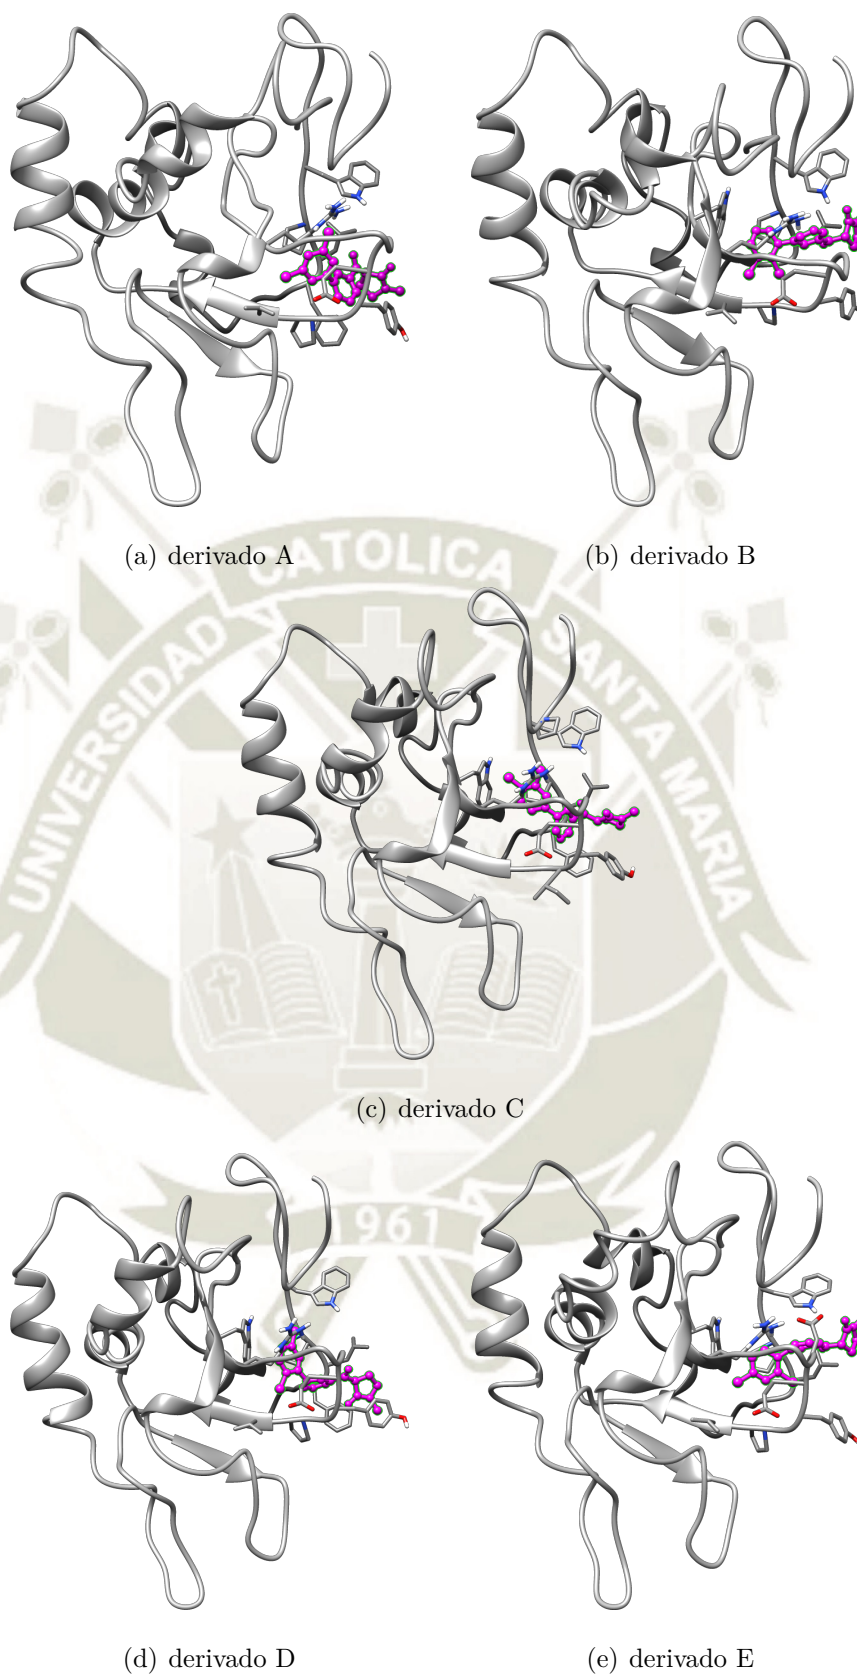 (a) derivado A
(b) derivado B
UNIVERSIDAD CATOLICA SANTA MARIA
(c) derivado C
1961
(d) derivado D
(e) derivado E